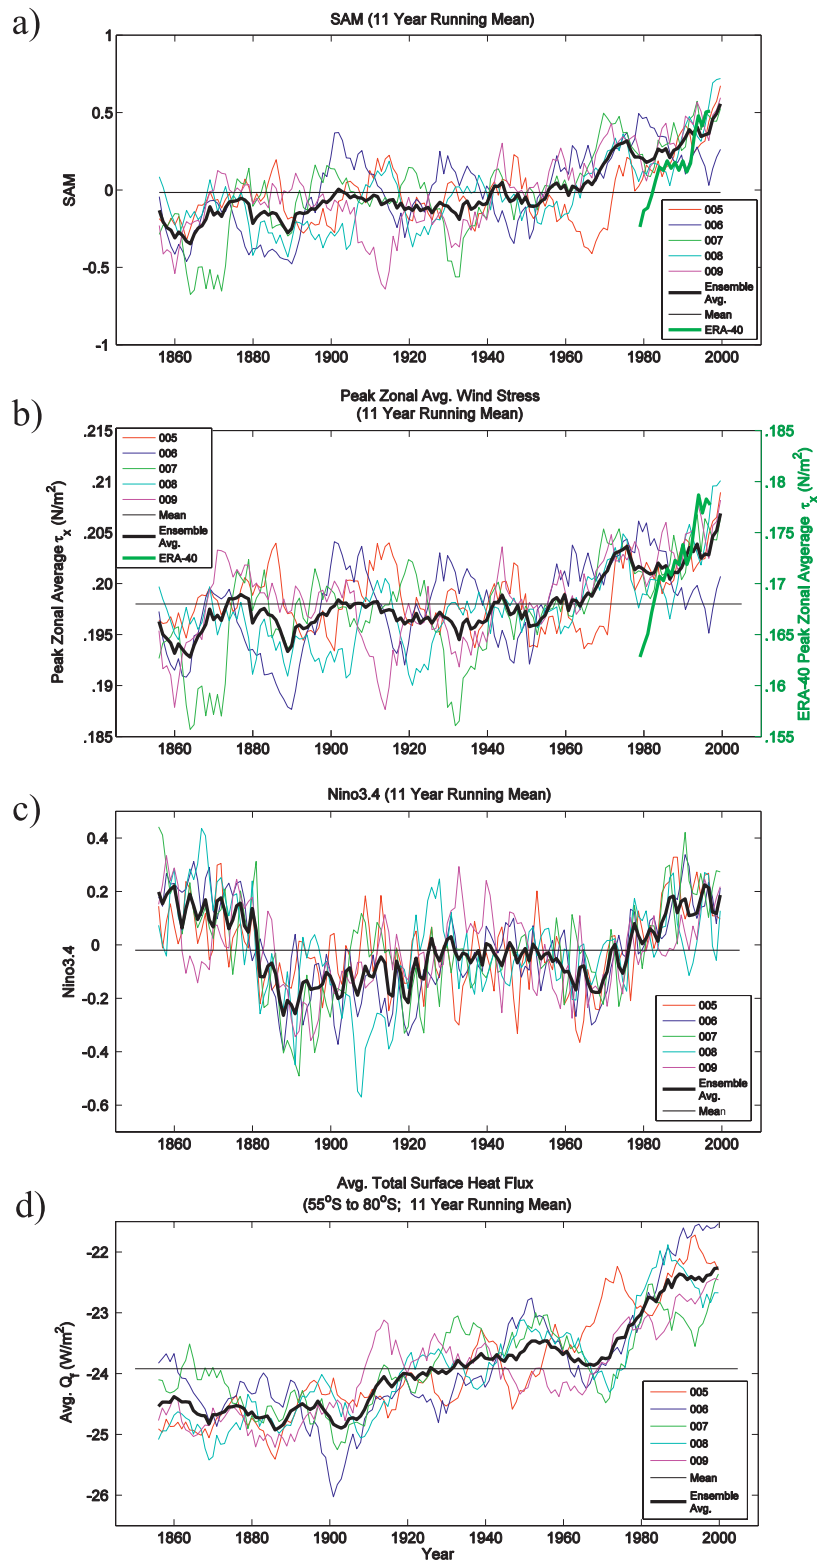 a)
SAM (11 Year Running Mean)
1
0.5
0
-0.5
-1
SAM
1860 1880 1900 1920 1940 1960 1980 2000
005
006
007
008
009
Ensemble
Avg.
Mean
ERA-40
b)
Peak Zonal Avg. Wind Stress
(11 Year Running Mean)
.215
.21
.205
.20
.195
.19
.185
Peak Zonal Average τx (N/m2)
005
006
007
008
009
Mean
Ensemble
Avg.
ERA-40
.185
.18
.175
.17
.165
.16
.155
ERA-40 Peak Zonal Avgerage τx (N/m2)
1860 1880 1900 1920 1940 1960 1980 2000
c)
Nino3.4 (11 Year Running Mean)
0.4
0.2
0
-0.2
-0.4
-0.6
Nino3.4
005
006
007
008
009
Ensemble
Avg.
Mean
1860 1880 1900 1920 1940 1960 1980 2000
d)
Avg. Total Surface Heat Flux
(55oS to 80oS; 11 Year Running Mean)
-22
-23
-24
-25
-26
Avg. Qf (W/m2)
005
006
007
008
009
Mean
Ensemble
Avg.
1860 1880 1900 1920 1940 1960 1980 2000
Year